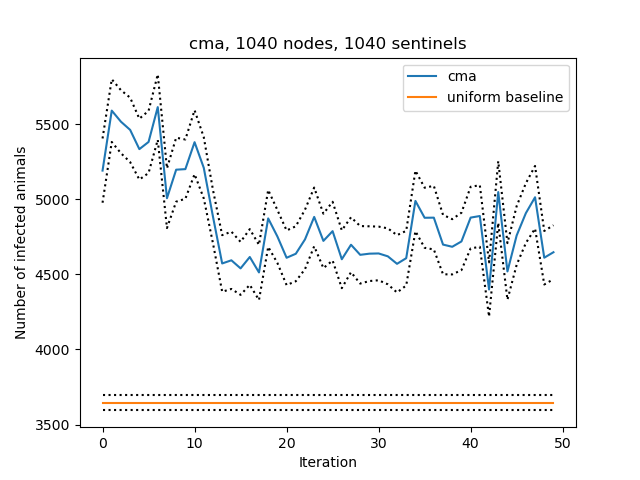 cma, 1040 nodes, 1040 sentinels
cma
uniform baseline
Number of infected animals
5500
5000
4500
4000
3500
0 10 20 30 40 50
Iteration